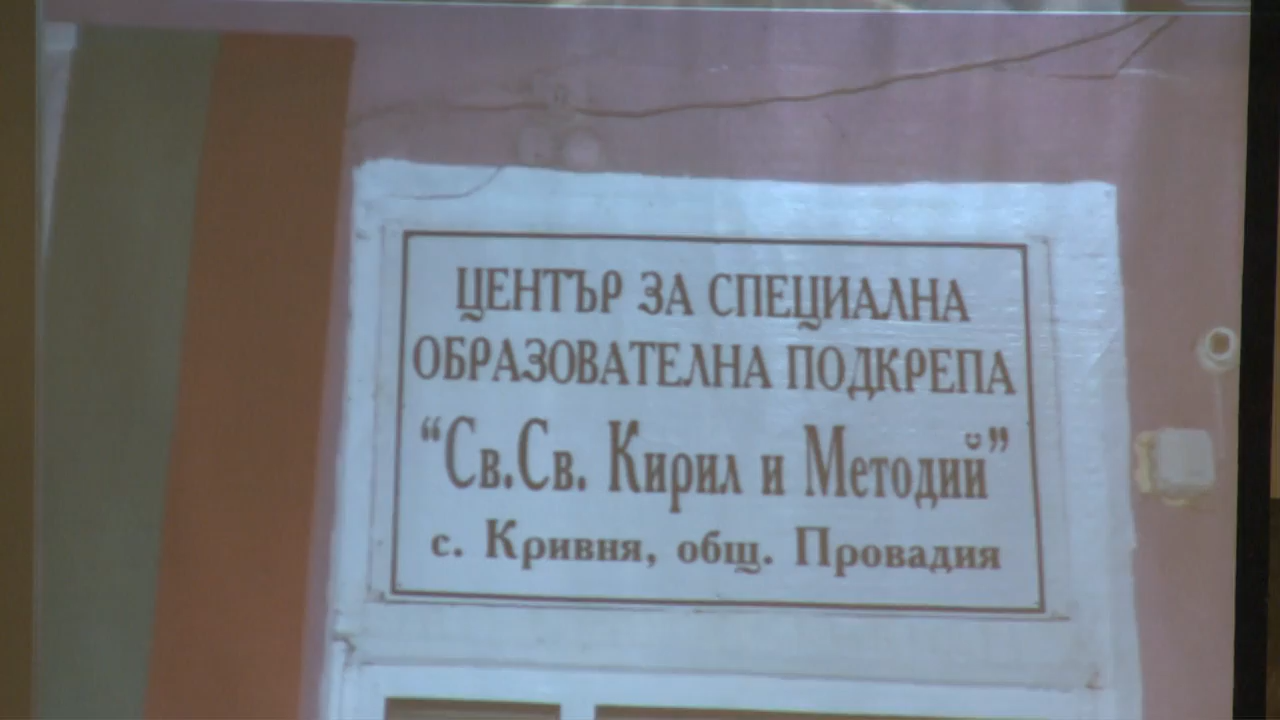 ЦЕНТЪР ЗА СПЕЦИАЛНА
ОБРАЗОВАТЕЛНА ПОДКРЕПА
“Св.Св. Кирил и Методий”
с. Кривня, общ. Провадия